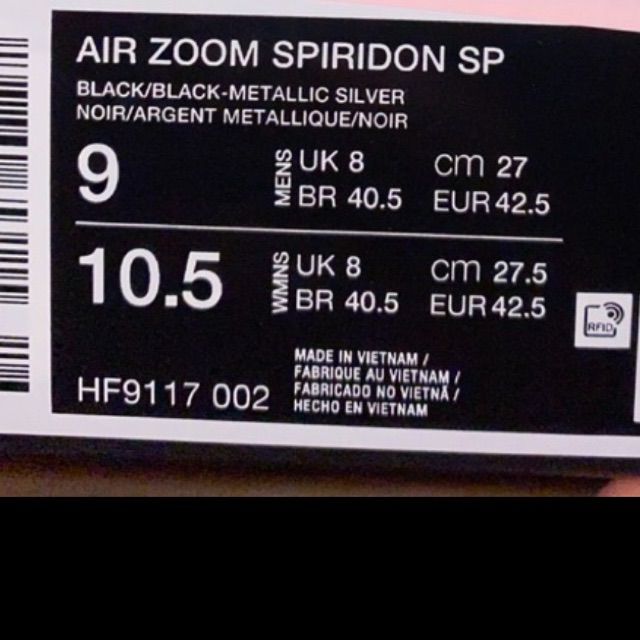 AIR ZOOM SPIRIDON SP
BLACK/BLACK-METALLIC SILVER
NOIR/ARGENT METALLIQUE/NOIR
9 MENS UK 8 cm 27
BR 40.5 EUR 42.5
10.5 WMNS UK 8 cm 27.5
BR 40.5 EUR 42.5
RFID
MADE IN VIETNAM /
FABRIQUE AU VIETNAM /
FABRICADO NO VIETNÃ /
HECHO EN VIETNAM
HF9117 002